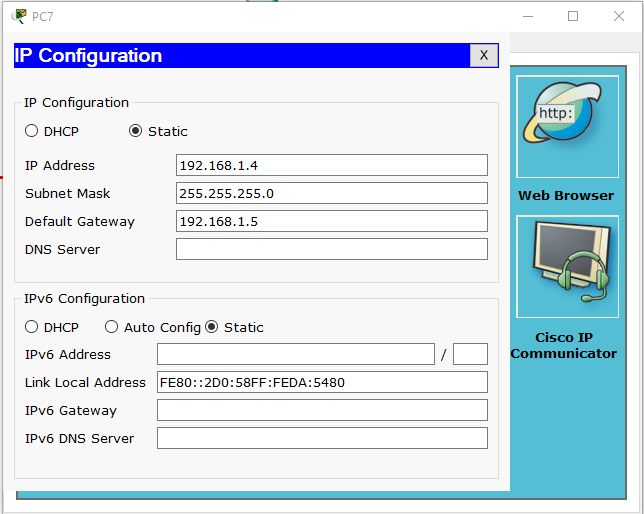 PC7
IP Configuration
X
IP Configuration
DHCP
Static
IP Address
192.168.1.4
Subnet Mask
255.255.255.0
Default Gateway
192.168.1.5
DNS Server
IPv6 Configuration
DHCP
Auto Config
Static
IPv6 Address
/
Link Local Address
FE80::2D0:58FF:FEDA:5480
IPv6 Gateway
IPv6 DNS Server
http:
Web Browser
Cisco IP
Communicator